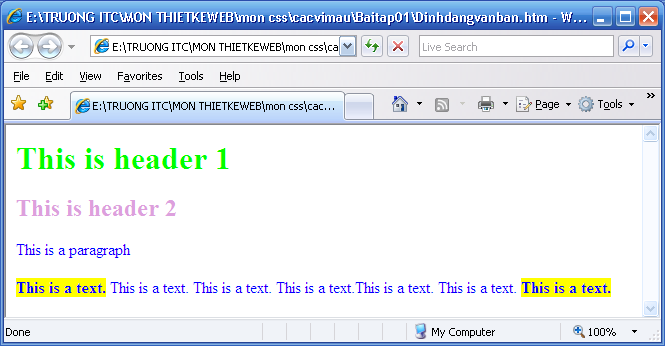 E:\TRUONG ITC\MON THIETKEWEB\mon css\cacvimau\Baitap01\Dinhdangvanban.htm - W...
E:\TRUONG ITC\MON THIETKEWEB\mon css\ca
Live Search
File Edit View Favorites Tools Help
E:\TRUONG ITC\MON THIETKEWEB\mon css\cac...
Page Tools »
This is header 1
This is header 2
This is a paragraph
This is a text. This is a text. This is a text. This is a text.This is a text. This is a text. This is a text.
Done My Computer 100%